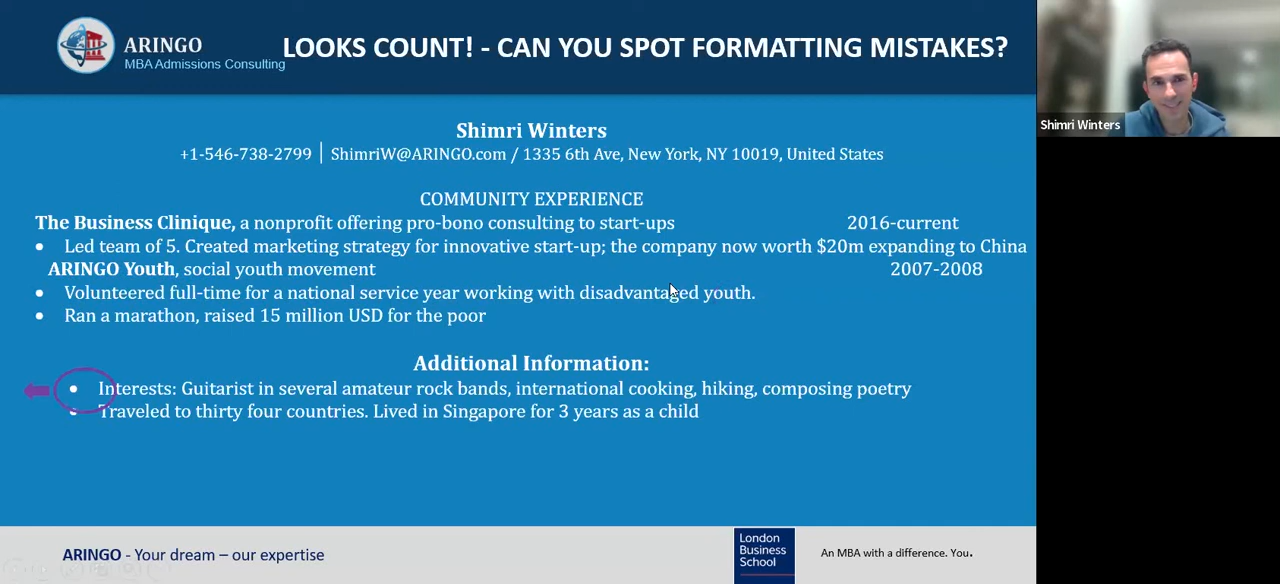 ARINGO
MBA Admissions Consulting
LOOKS COUNT! - CAN YOU SPOT FORMATTING MISTAKES?
Shimri Winters
Shimri Winters
+1-546-738-2799 | ShimriW@ARINGO.com / 1335 6th Ave, New York, NY 10019, United States
COMMUNITY EXPERIENCE
The Business Clinique, a nonprofit offering pro-bono consulting to start-ups 2016-current
• Led team of 5. Created marketing strategy for innovative start-up; the company now worth $20m expanding to China
ARINGO Youth, social youth movement 2007-2008
• Volunteered full-time for a national service year working with disadvantaged youth.
• Ran a marathon, raised 15 million USD for the poor
Additional Information:
• Interests: Guitarist in several amateur rock bands, international cooking, hiking, composing poetry
• Traveled to thirty four countries. Lived in Singapore for 3 years as a child
ARINGO - Your dream – our expertise
London
Business
School
An MBA with a difference. You.